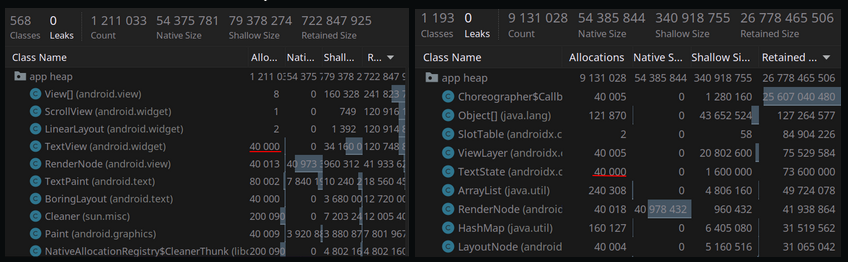 568 0 1 211 033 54 375 781 79 378 274 722 847 925
Classes Leaks Count Native Size Shallow Size Retained Size
Class Name Allo... Nati... Shall... R...
app heap 1 211 0 54 375 779 378 2 722 847 9
View[] (android.view) 8 0 160 328 241 823 7
ScrollView (android.widget) 1 0 749 120 916
LinearLayout (android.widget) 2 0 1 392 120 914 8
TextView (android.widget) 40 000 0 34 160 0 120 748 8
RenderNode (android.view) 40 013 40 973 960 312 41 933 62
TextPaint (android.text) 80 002 7 840 1 10 240 2 18 560 45
BoringLayout (android.text) 40 000 0 3 680 00 12 720 00
Cleaner (sun.misc) 200 090 0 7 203 24 12 005 40
Paint (android.graphics) 40 009 3 920 8 3 880 87 7 801 967
NativeAllocationRegistry$CleanerThunk (libc 200 090 0 4 802 16 4 802 160
1 193 0 9 131 028 54 385 844 340 918 755 26 778 465 506
Classes Leaks Count Native Size Shallow Size Retained Size
Class Name Allocations Native S... Shallow Si... Retained ...
app heap 9 131 028 54 385 844 340 918 755 26 778 465 506
Choreographer$Callb 40 005 0 1 280 160 25 607 040 480
Object[] (java.lang) 121 870 0 43 652 524 127 264 577
SlotTable (androidx.c 2 0 58 84 904 226
ViewLayer (androidx.c 40 005 0 20 802 600 75 529 584
TextState (androidx.c 40 000 0 1 600 000 73 600 000
ArrayList (java.util) 240 308 0 4 806 160 49 724 078
RenderNode (android 40 018 40 978 432 960 432 41 938 864
HashMap (java.util) 160 127 0 6 405 080 31 519 562
LayoutNode (android 40 004 0 5 160 516 31 065 042